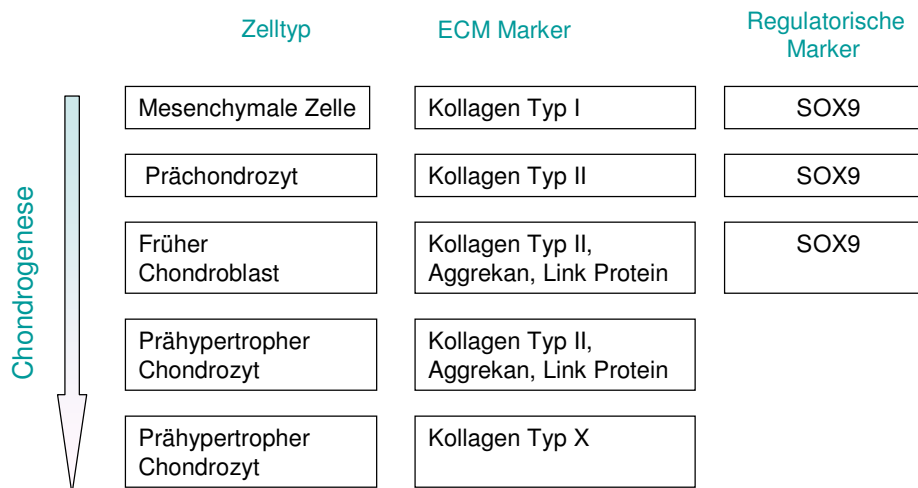 Zelltyp
ECM Marker
Regulatorische
Marker
Chondrogenese
Mesenchymale Zelle
Kollagen Typ I
SOX9
Prächondrozyt
Kollagen Typ II
SOX9
Früher
Chondroblast
Kollagen Typ II,
Aggrekan, Link Protein
SOX9
Prähypertropher
Chondrozyt
Kollagen Typ II,
Aggrekan, Link Protein
Prähypertropher
Chondrozyt
Kollagen Typ X